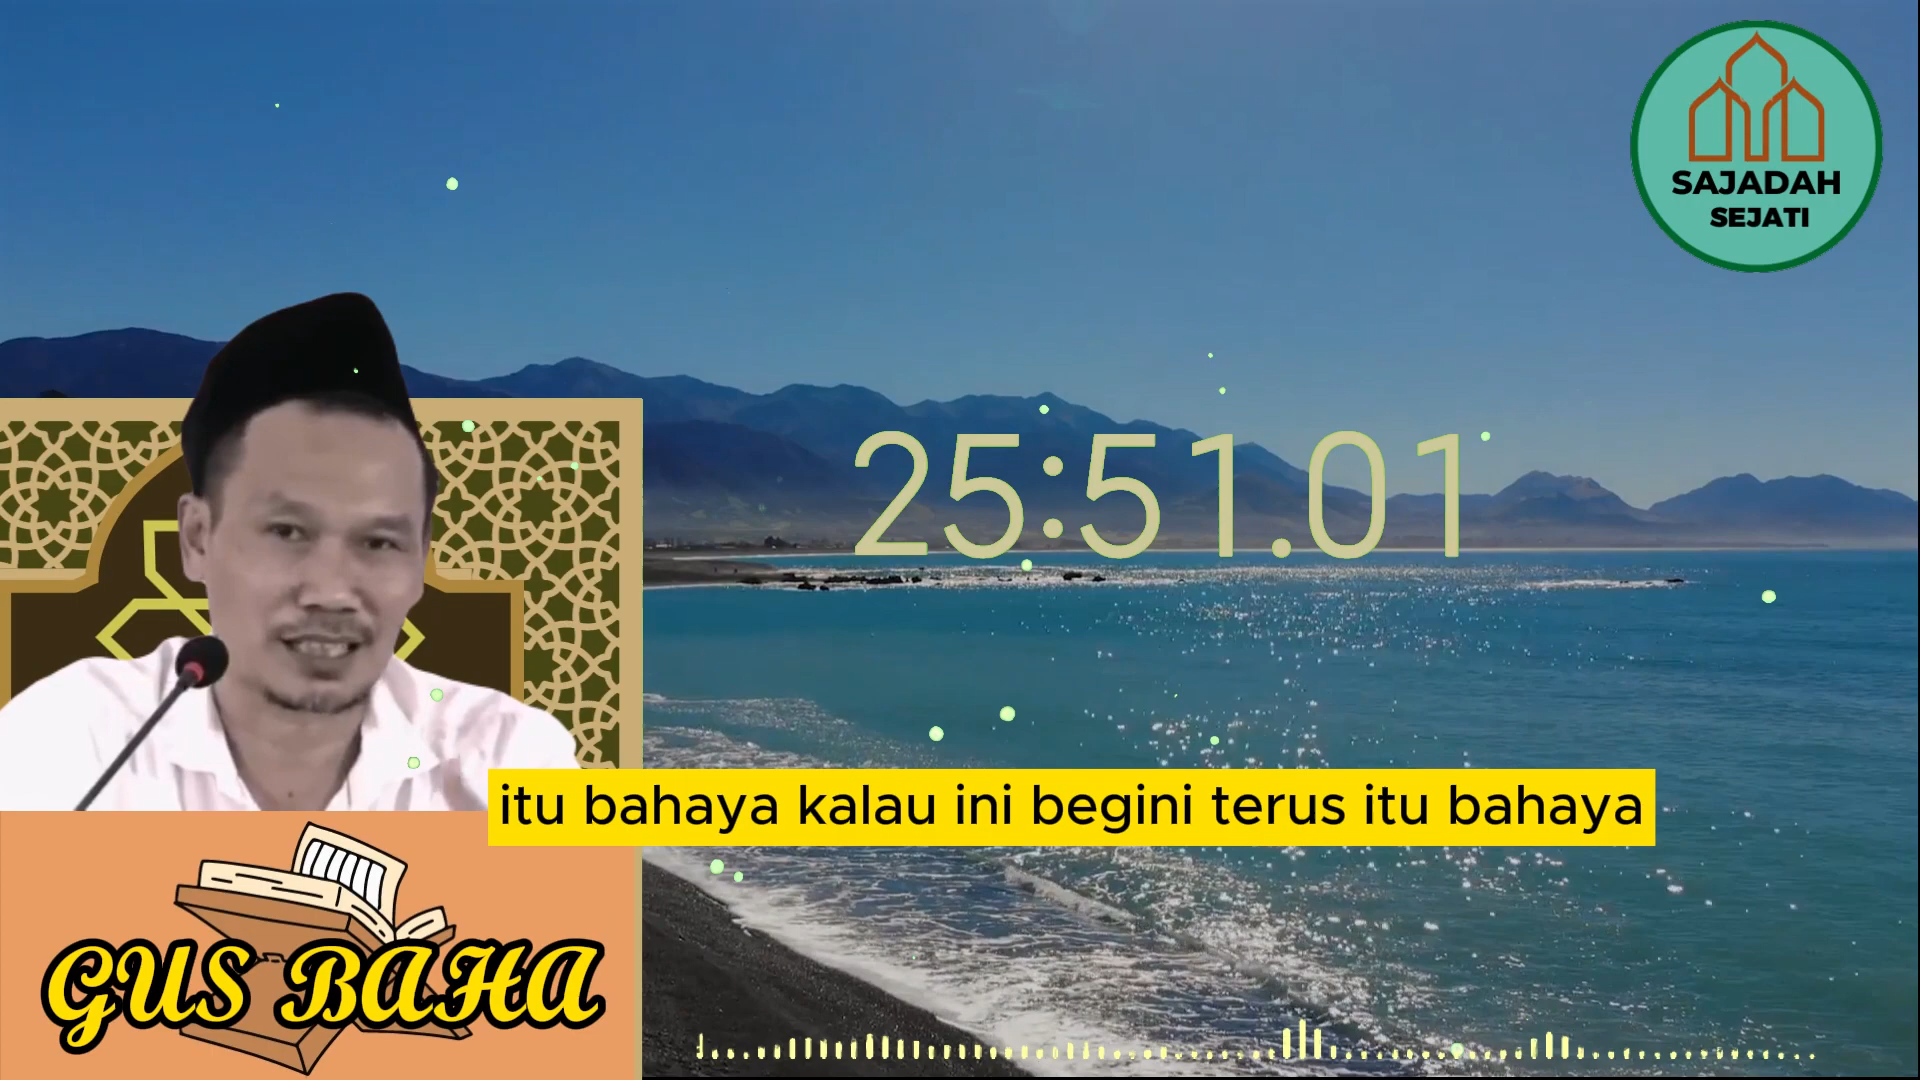 SAJADAH
SEJATI
25:51.01
itu bahaya kalau ini begini terus itu bahaya
GUS BAHA